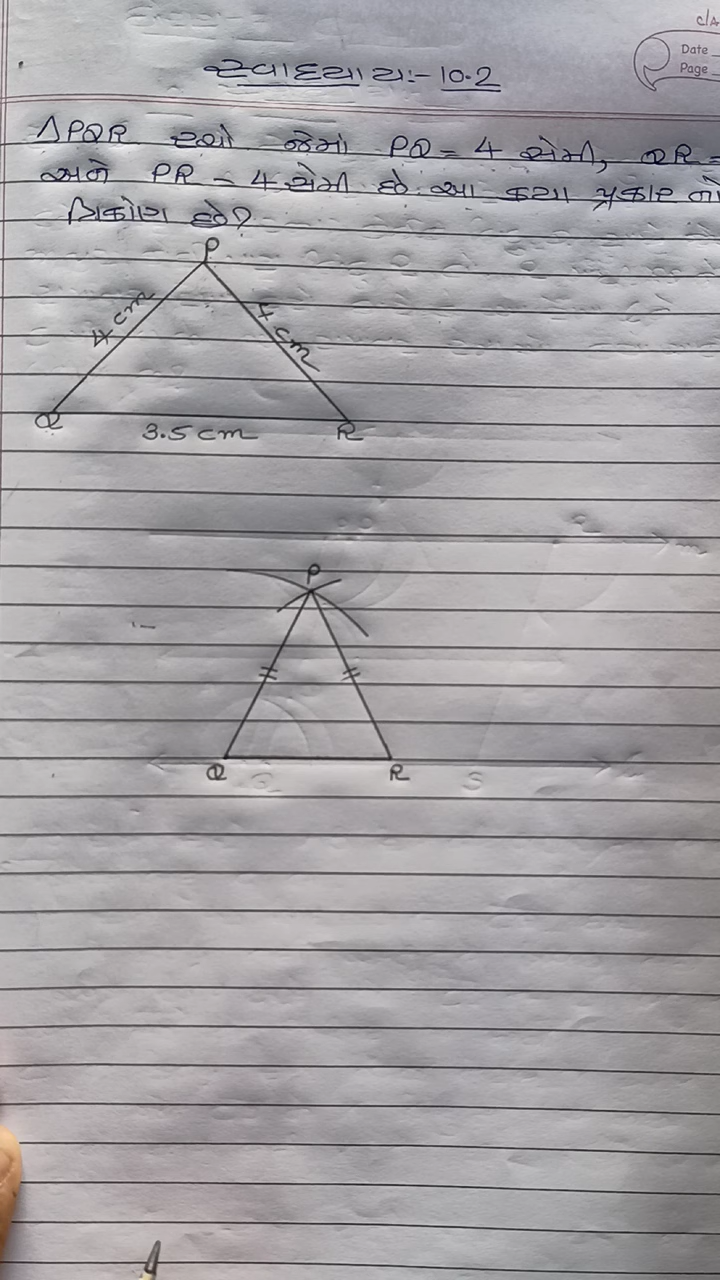 c/A
Date
Page
સ્વાધ્યાય:- 10.2
△PQR રચો જેમાં PQ = 4 સેમી, QR =
અને PR = 4 સેમી છે. આ કયા પ્રકાર નો
ત્રિકોણ છે?
P
4 cm
4 cm
Q
3.5 cm
R
P
Q
R
S